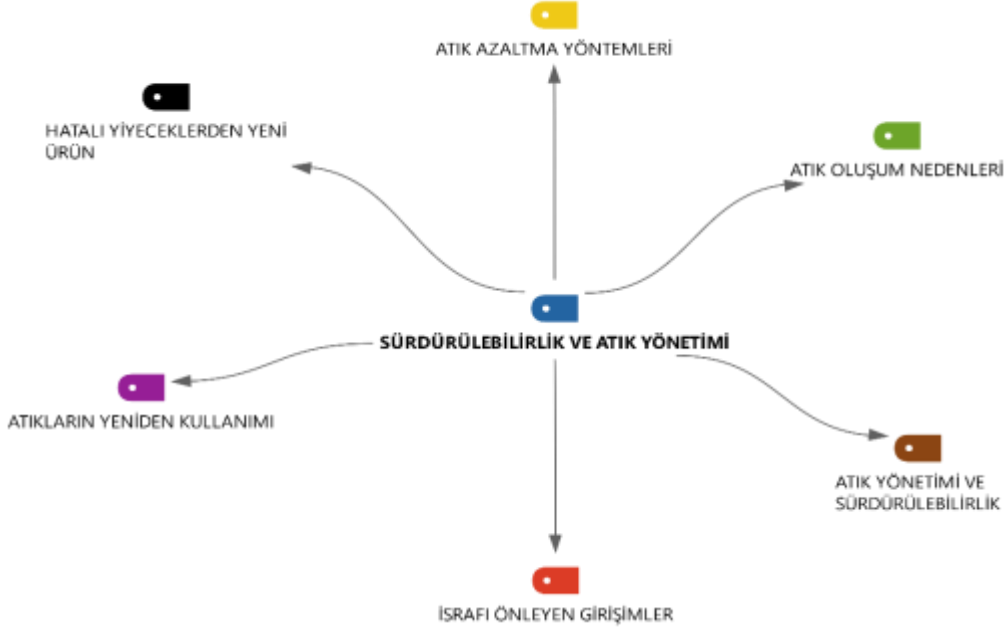 ATIK AZALTMA YÖNTEMLERİ
HATALI YİYECEKLERDEN YENİ
ÜRÜN
ATIK OLUŞUM NEDENLERİ
SÜRDÜRÜLEBİLİRLİK VE ATIK YÖNETİMİ
ATIKLARIN YENİDEN KULLANIMI
ATIK YÖNETİMİ VE
SÜRDÜRÜLEBİLİRLİK
İSRAFI ÖNLEYEN GİRİŞİMLER